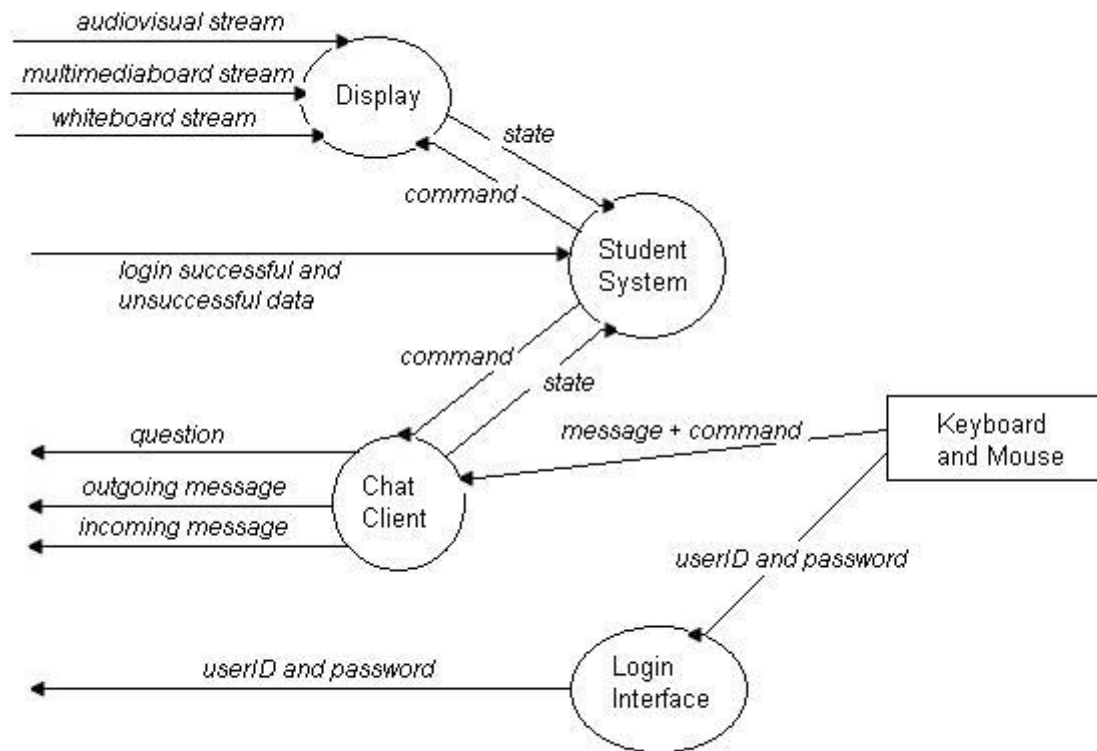 audiovisual stream
multimediaboard stream
whiteboard stream
Display
state
command
Student
System
login successful and
unsuccessful data
command
state
question
outgoing message
incoming message
Chat
Client
message + command
Keyboard
and Mouse
userID and password
userID and password
Login
Interface